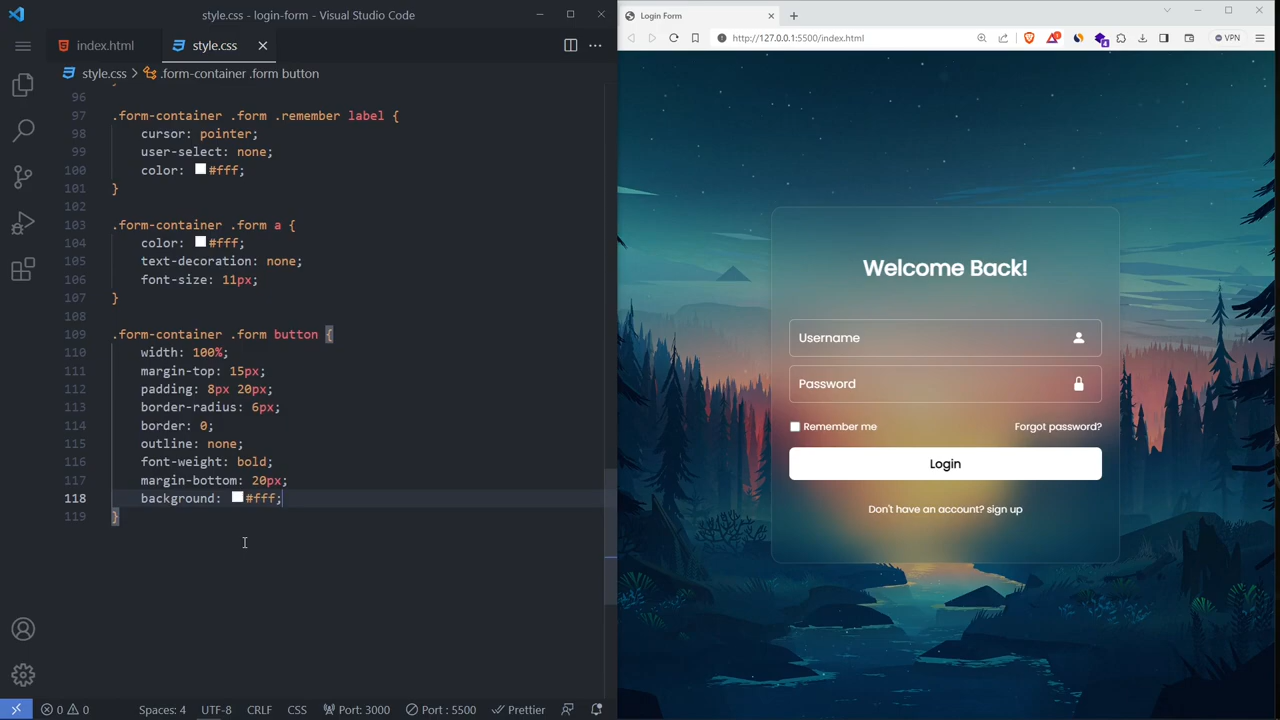 style.css - login-form - Visual Studio Code
index.html
style.css
style.css > .form-container .form button
96
97 .form-container .form .remember label {
98 cursor: pointer;
99 user-select: none;
100 color: #fff;
101 }
102
103 .form-container .form a {
104 color: #fff;
105 text-decoration: none;
106 font-size: 11px;
107 }
108
109 .form-container .form button {
110 width: 100%;
111 margin-top: 15px;
112 padding: 8px 20px;
113 border-radius: 6px;
114 border: 0;
115 outline: none;
116 font-weight: bold;
117 margin-bottom: 20px;
118 background: #fff;
119 }
0 0 Spaces: 4 UTF-8 CRLF CSS Port: 3000 Port : 5500 Prettier
Login Form
http://127.0.0.1:5500/index.html
1
4
VPN
Welcome Back!
Username
Password
Remember me Forgot password?
Login
Don't have an account? sign up